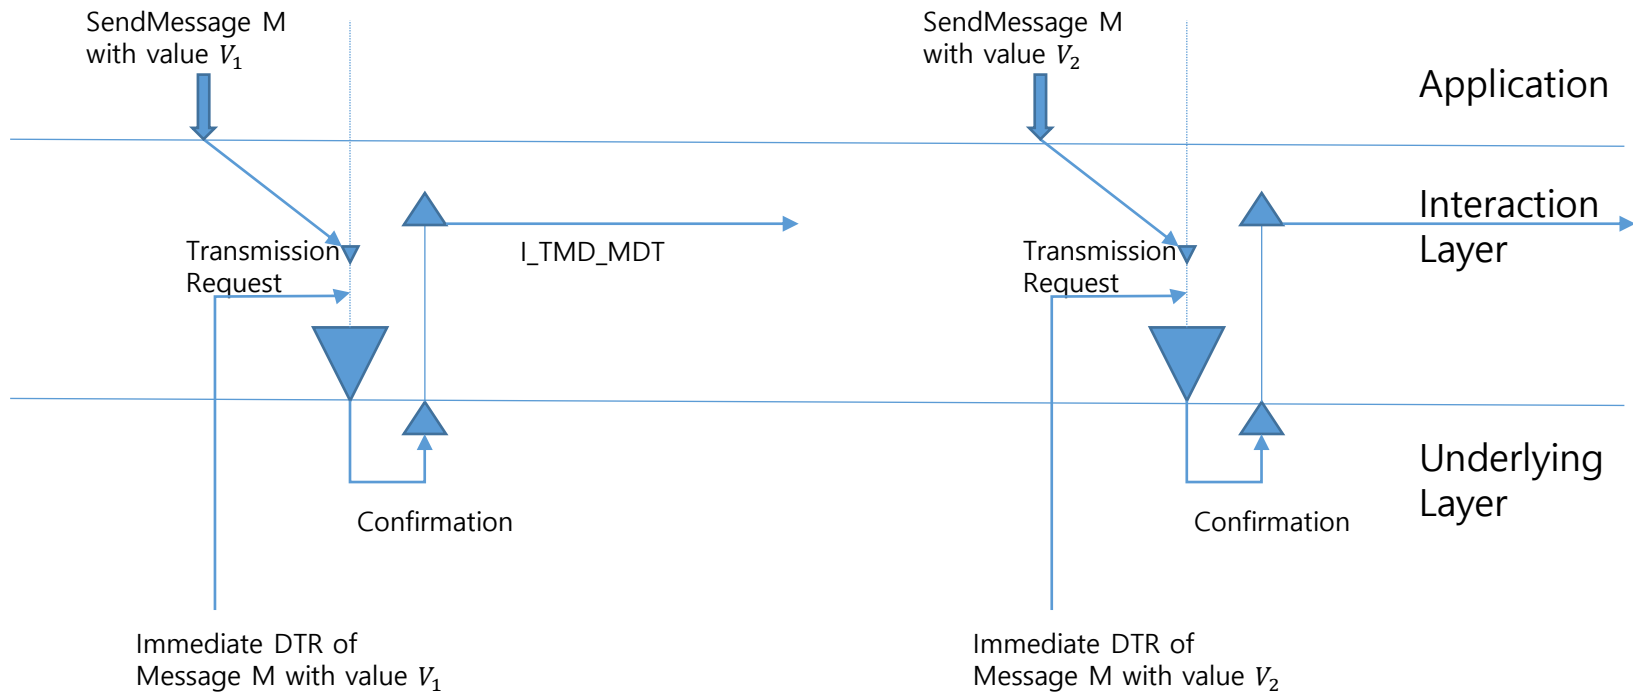 SendMessage M
with value V₁
SendMessage M
with value V₂
Application
Interaction
Layer
Transmission
Request
I_TMD_MDT
Transmission
Request
Underlying
Layer
Confirmation
Confirmation
Immediate DTR of
Message M with value V₁
Immediate DTR of
Message M with value V₂